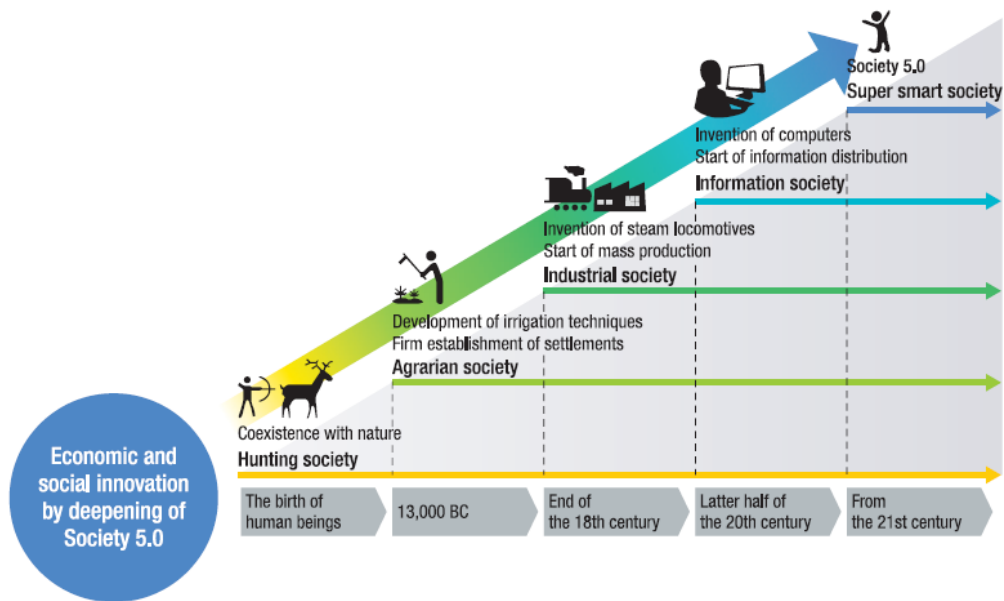 Society 5.0
Super smart society
Invention of computers
Start of information distribution
Information society
Invention of steam locomotives
Start of mass production
Industrial society
Development of irrigation techniques
Firm establishment of settlements
Agrarian society
Coexistence with nature
Hunting society
Economic and
social innovation
by deepening of
Society 5.0
The birth of
human beings
13,000 BC
End of
the 18th century
Latter half of
the 20th century
From
the 21st century